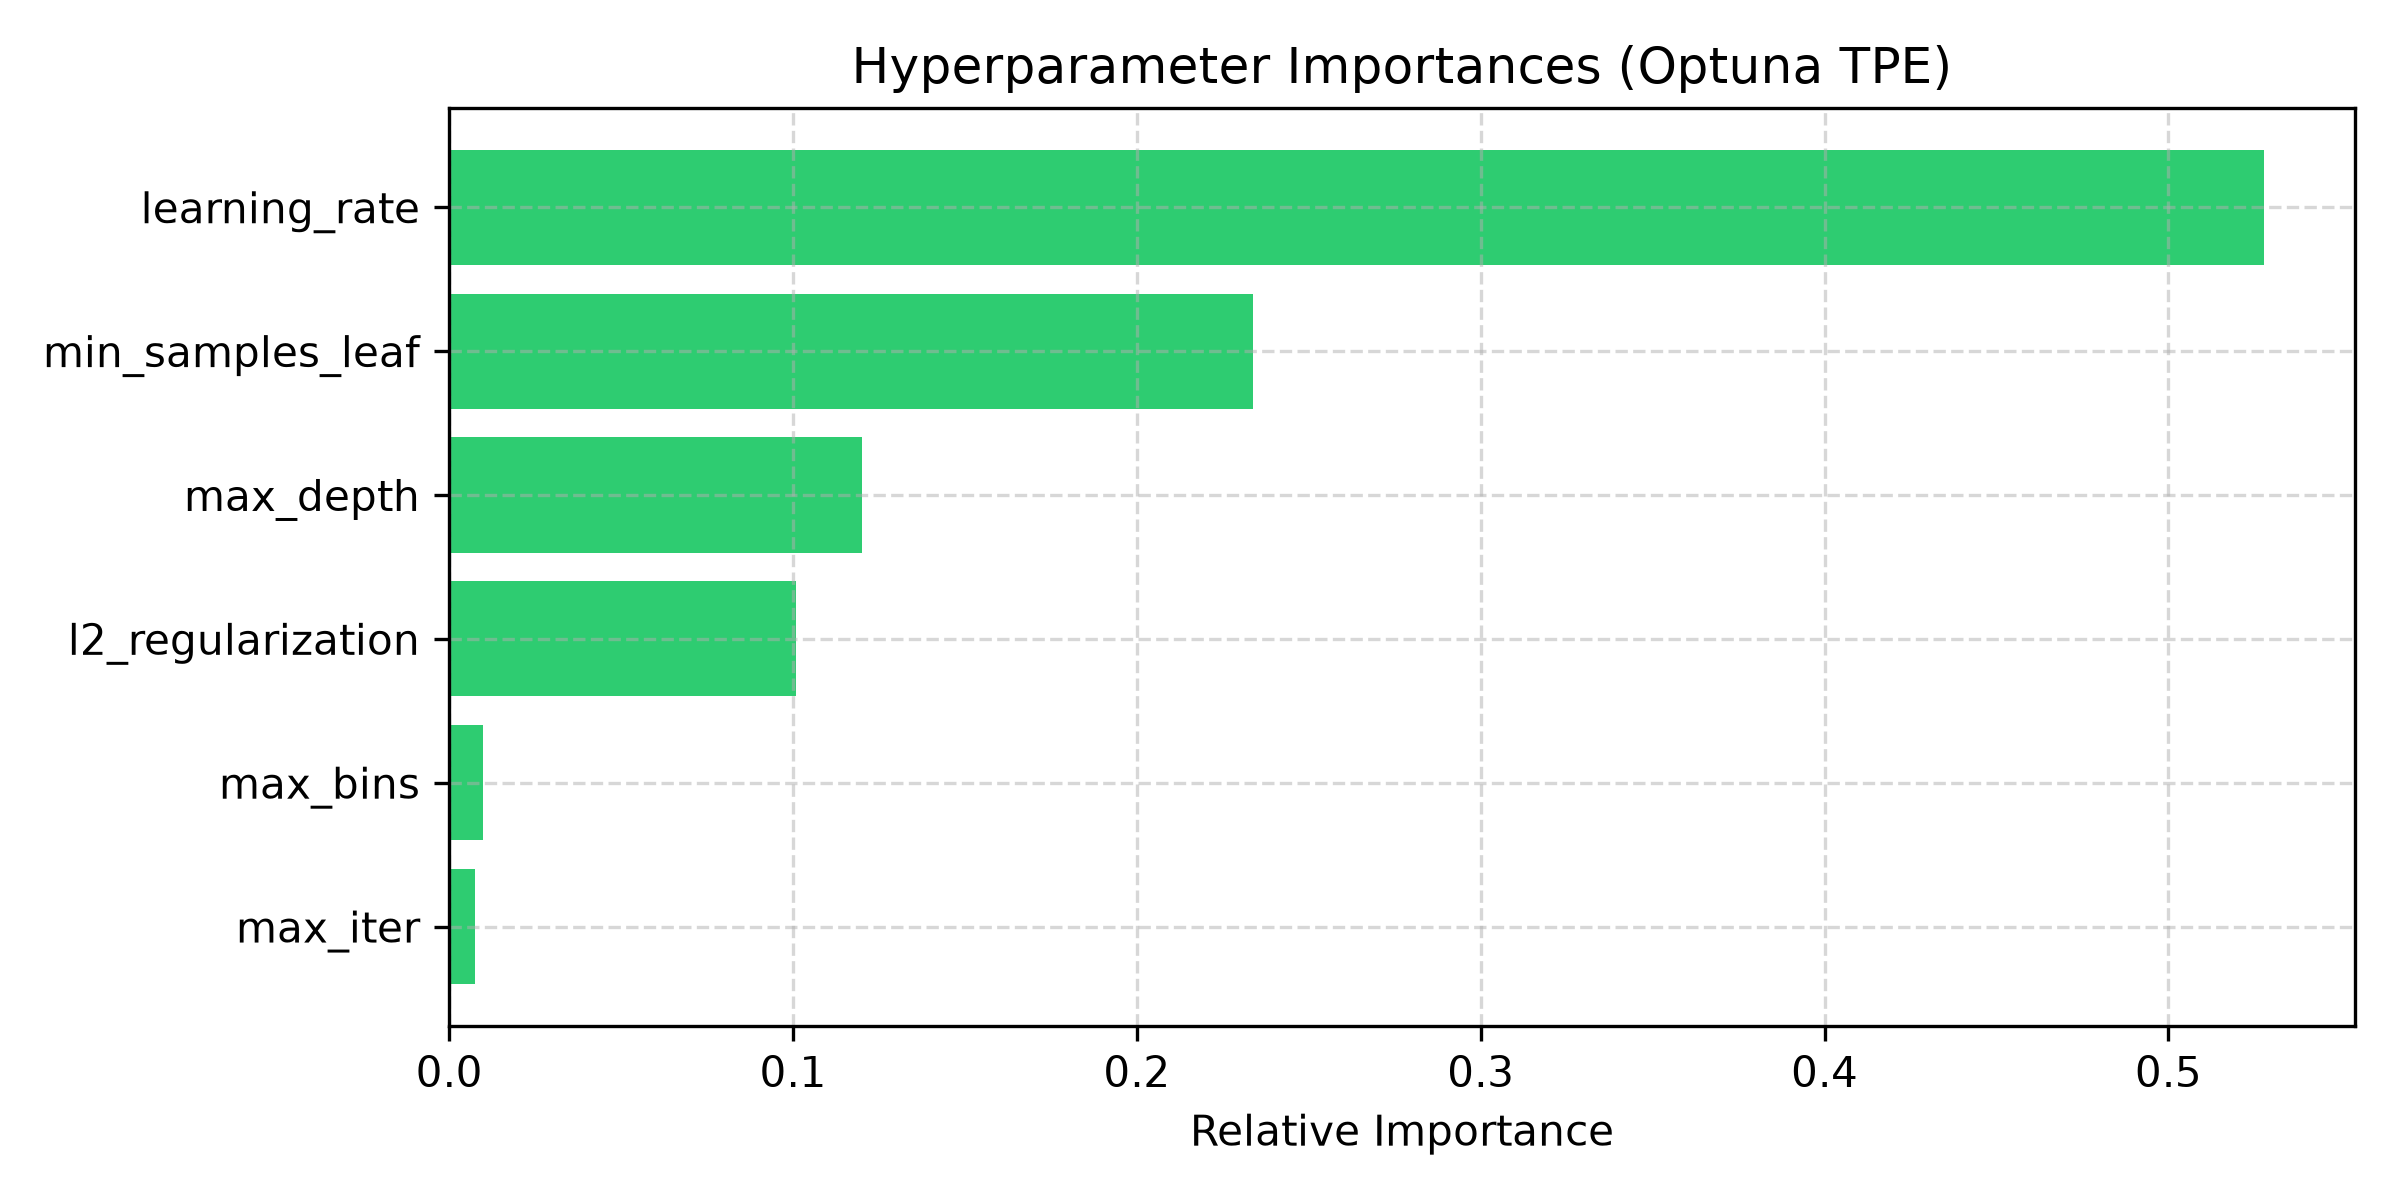 Hyperparameter Importances (Optuna TPE)
learning_rate
min_samples_leaf
max_depth
l2_regularization
max_bins
max_iter
0.0 0.1 0.2 0.3 0.4 0.5
Relative Importance